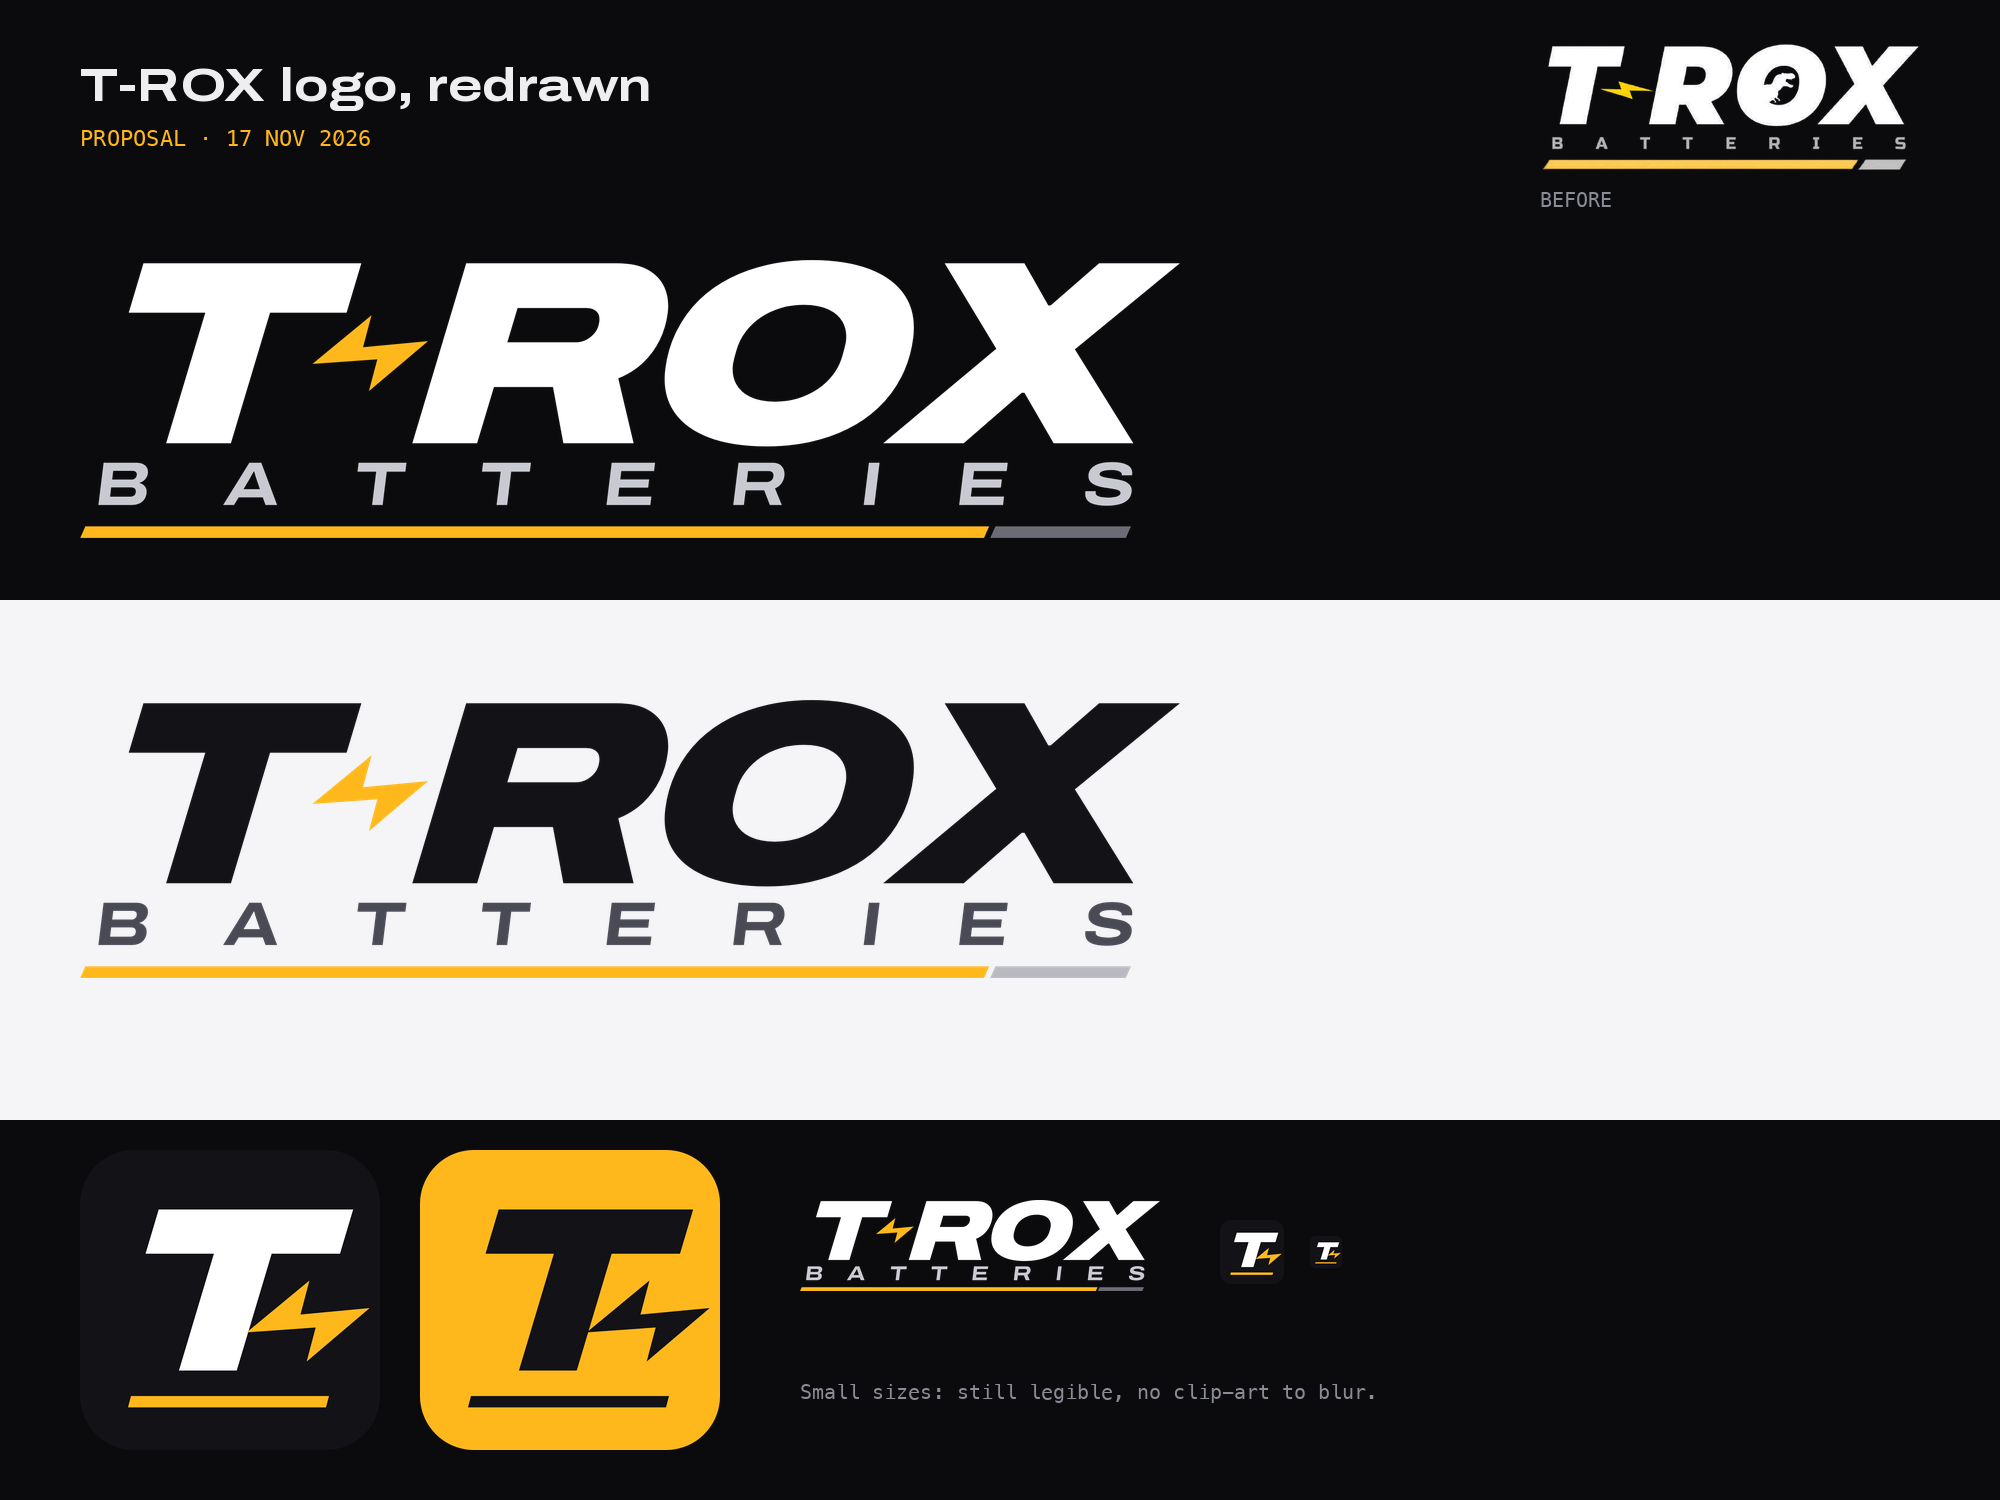 T-ROX logo, redrawn
PROPOSAL · 17 NOV 2026
T-ROX
BATTERIES
BEFORE
T-ROX
BATTERIES
T-ROX
BATTERIES
T
T
T-ROX
BATTERIES
T
T
Small sizes: still legible, no clip-art to blur.